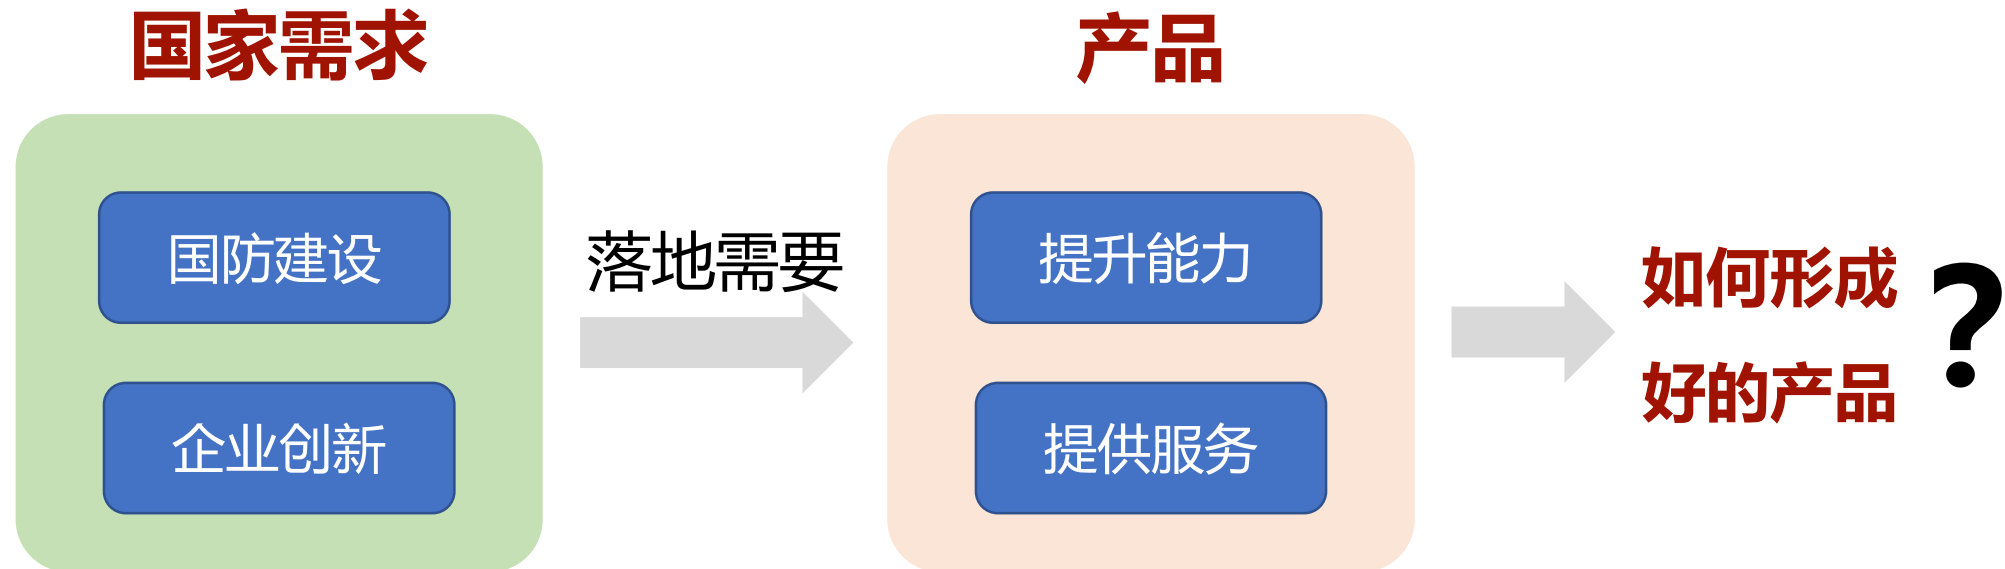 国家需求
国防建设
企业创新
落地需要
产品
提升能力
提供服务
如何形成
好的产品
?